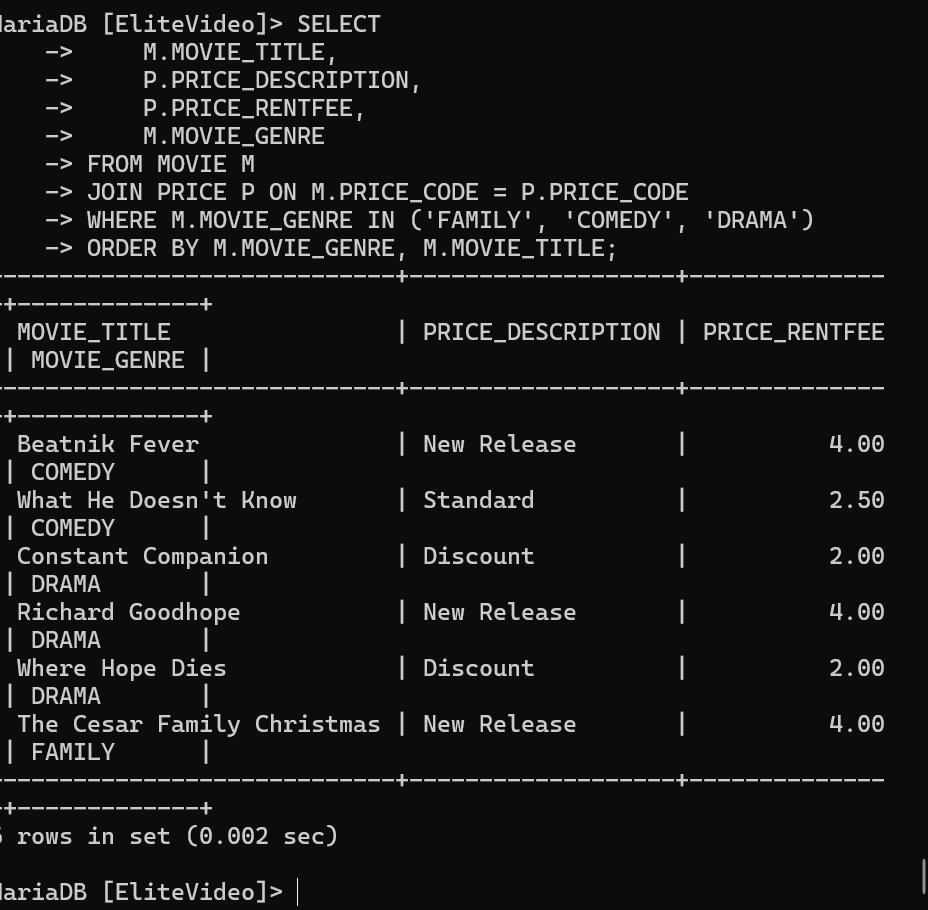 ariaDB [EliteVideo]> SELECT
    ->     M.MOVIE_TITLE,
    ->     P.PRICE_DESCRIPTION,
    ->     P.PRICE_RENTFEE,
    ->     M.MOVIE_GENRE
    -> FROM MOVIE M
    -> JOIN PRICE P ON M.PRICE_CODE = P.PRICE_CODE
    -> WHERE M.MOVIE_GENRE IN ('FAMILY', 'COMEDY', 'DRAMA')
    -> ORDER BY M.MOVIE_GENRE, M.MOVIE_TITLE;
----------------------------+-------------------+--------------
+-------------+
 MOVIE_TITLE                | PRICE_DESCRIPTION | PRICE_RENTFEE
| MOVIE_GENRE |
----------------------------+-------------------+--------------
+-------------+
 Beatnik Fever              | New Release       |          4.00
| COMEDY      |
 What He Doesn't Know       | Standard          |          2.50
| COMEDY      |
 Constant Companion         | Discount          |          2.00
| DRAMA       |
 Richard Goodhope           | New Release       |          4.00
| DRAMA       |
 Where Hope Dies            | Discount          |          2.00
| DRAMA       |
 The Cesar Family Christmas | New Release       |          4.00
| FAMILY      |
----------------------------+-------------------+--------------
+-------------+
6 rows in set (0.002 sec)
ariaDB [EliteVideo]>